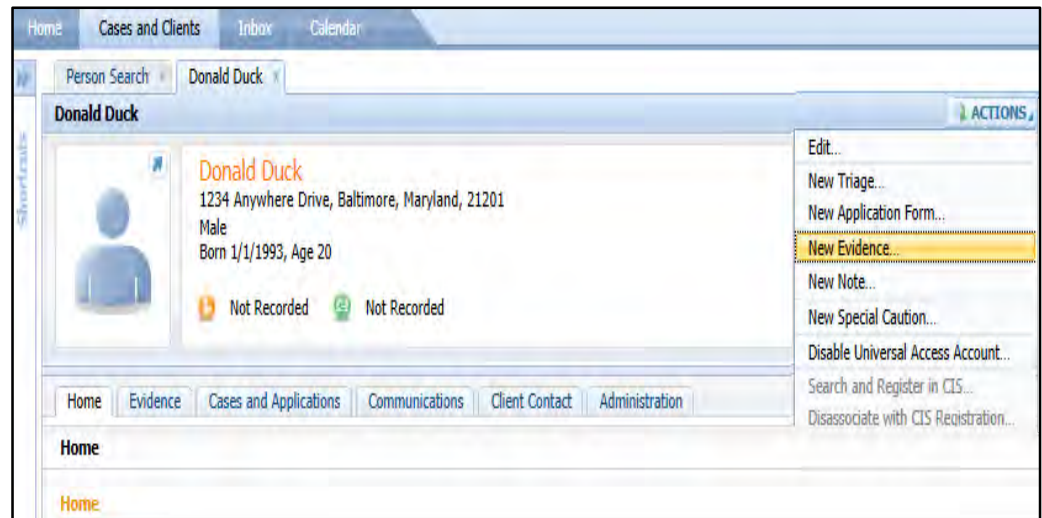 Home Cases and Clients Inbox Calendar
Person Search Donald Duck
Donald Duck
ACTIONS
Shortcuts
Donald Duck
1234 Anywhere Drive, Baltimore, Maryland, 21201
Male
Born 1/1/1993, Age 20
Not Recorded Not Recorded
Edit...
New Triage...
New Application Form...
New Evidence...
New Note...
New Special Caution...
Disable Universal Access Account...
Search and Register in CIS...
Disassociate with CIS Registration...
Home Evidence Cases and Applications Communications Client Contact Administration
Home
Home